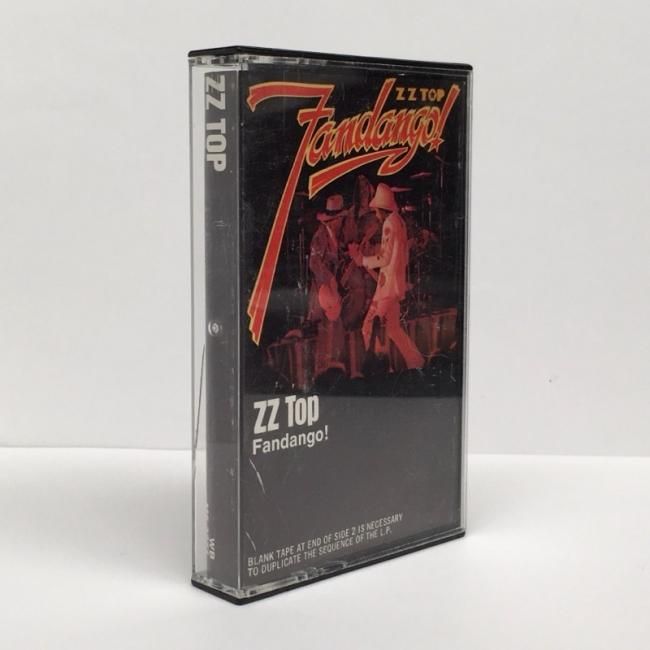 ZZ TOP
ZZ TOP
Fandango!
ZZ Top
Fandango!
BLANK TAPE AT END OF SIDE 2 IS NECESSARY
TO DUPLICATE THE SEQUENCE OF THE L.P.
WB